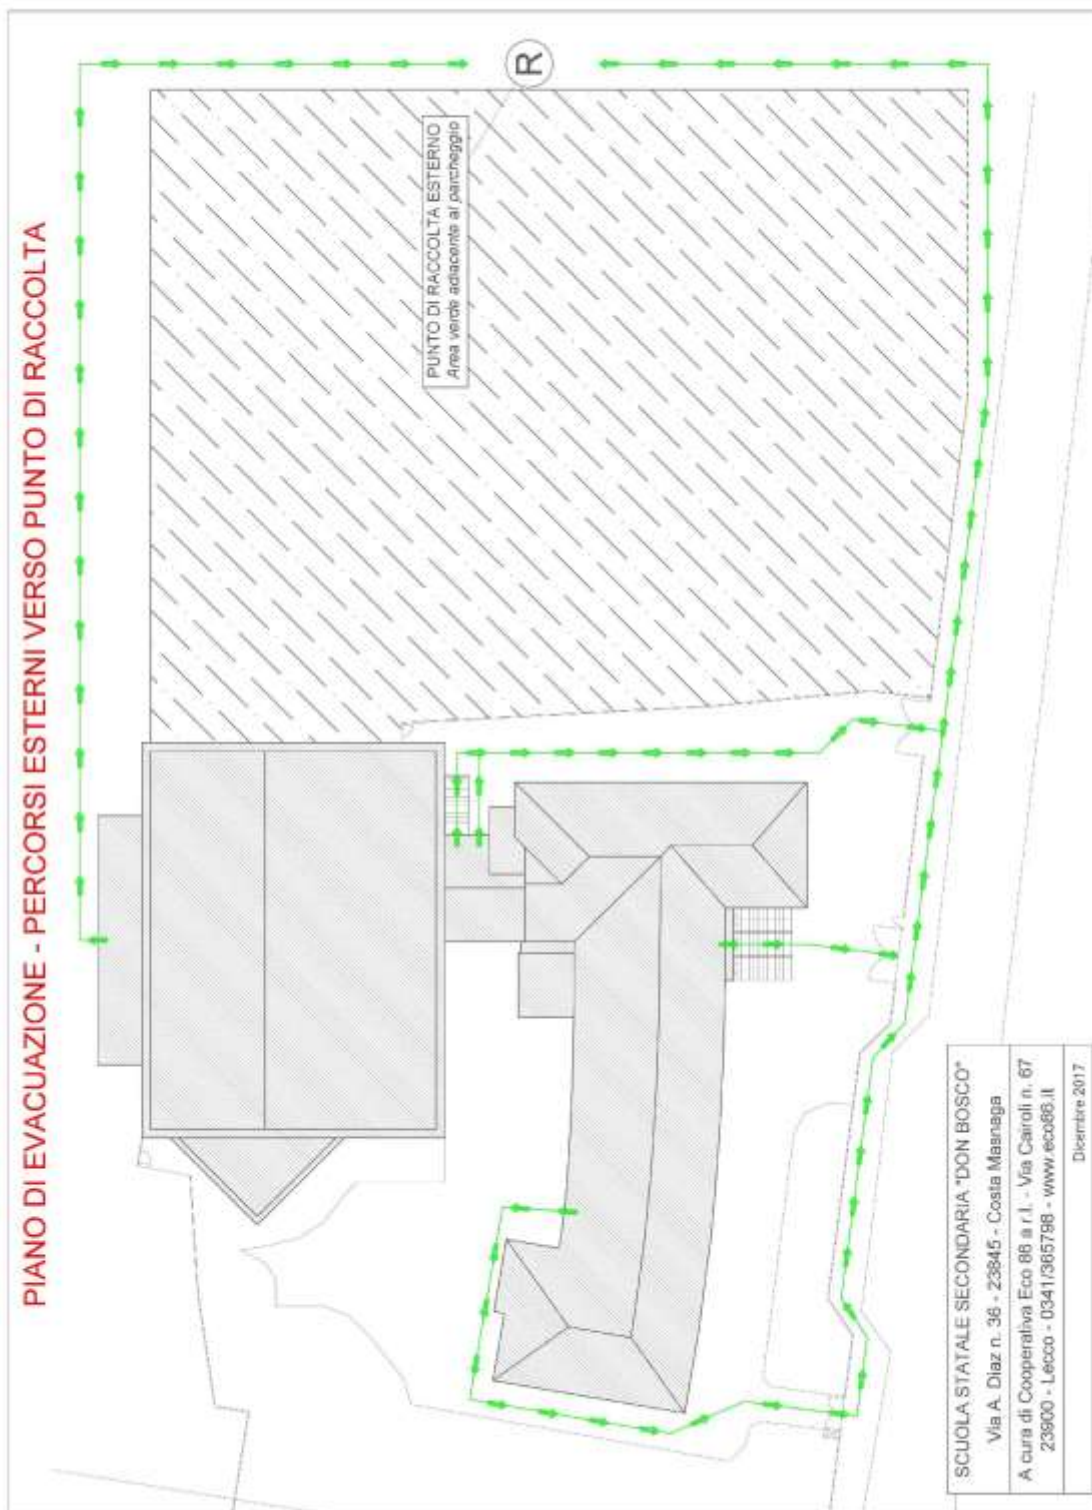 PIANO DI EVACUAZIONE - PERCORSI ESTERNI VERSO PUNTO DI RACCOLTA
R
PUNTO DI RACCOLTA ESTERNO
Area verde adiacente al parcheggio
SCUOLA STATALE SECONDARIA "DON BOSCO"
Via A. Diaz n. 36 - 23845 - Costa Masnaga
A cura di Cooperativa Eco 86 a r.l. - Via Cairoli n. 67
23900 - Lecco - 0341/365798 - www.eco86.it
Dicembre 2017